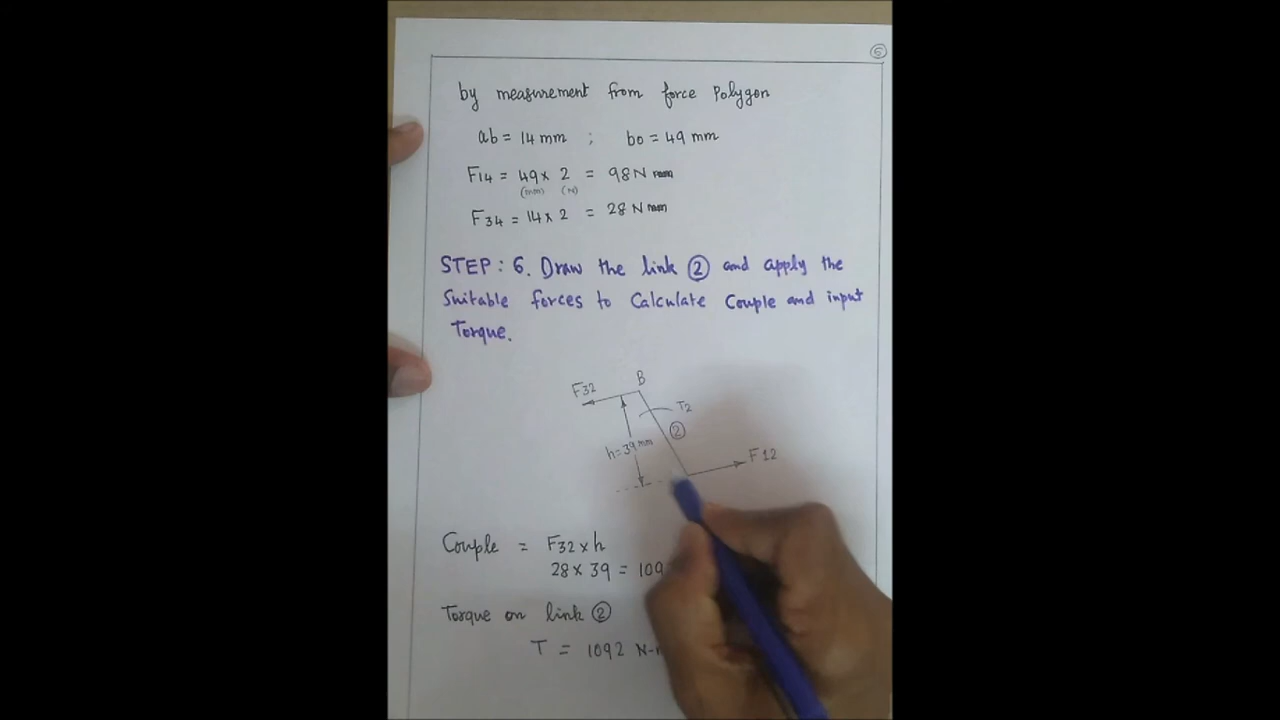 5
by measurement from force Polygon
ab = 14 mm ; bo = 49 mm
F14 = 49 x 2 = 98 N
(mm) (N)
F34 = 14 x 2 = 28 N
STEP: 6. Draw the link 2 and apply the
Suitable forces to Calculate Couple and input
Torque.
B
F32
T2
2
h=39 mm
F12
Couple = F32 x h
28 x 39 = 109
Torque on link 2
T = 1092 N-